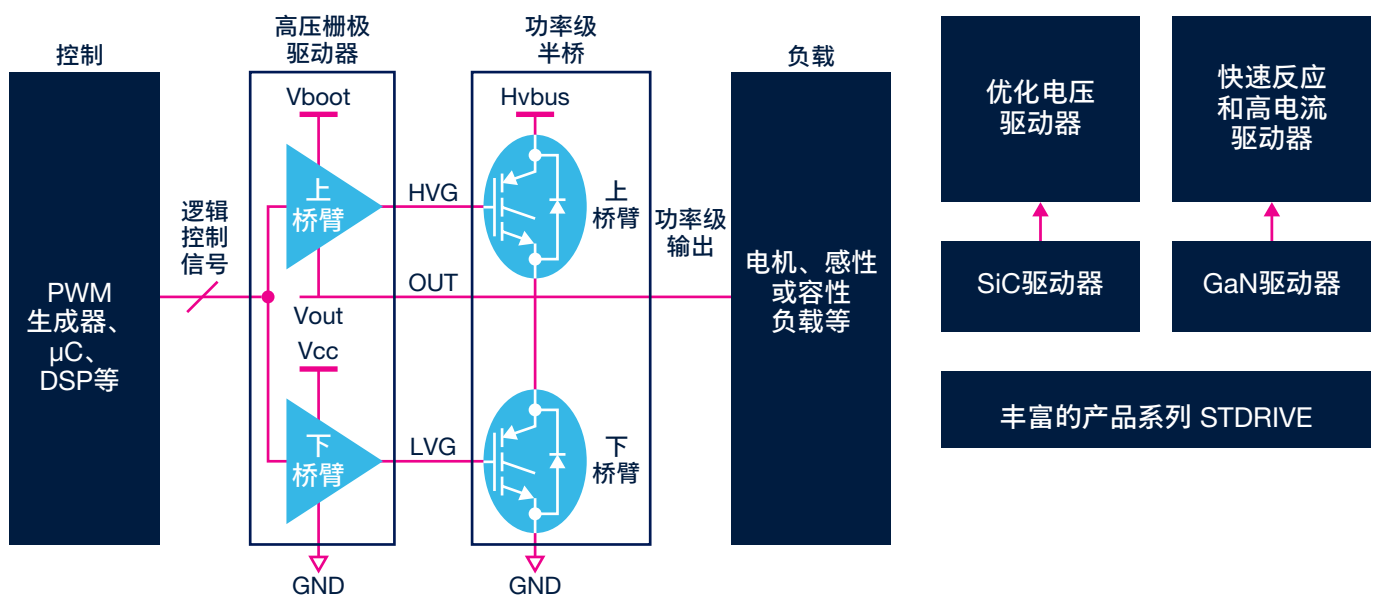 控制
PWM
生成器、
μC、
DSP等
逻辑
控制
信号
高压栅极
驱动器
Vboot
上
桥臂
Vout
Vcc
下
桥臂
GND
HVG
OUT
LVG
功率级
半桥
Hvbus
上
桥臂
下
桥臂
GND
功率级
输出
负载
电机、感性
或容性
负载等
优化电压
驱动器
快速反应
和高电流
驱动器
SiC驱动器
GaN驱动器
丰富的产品系列 STDRIVE